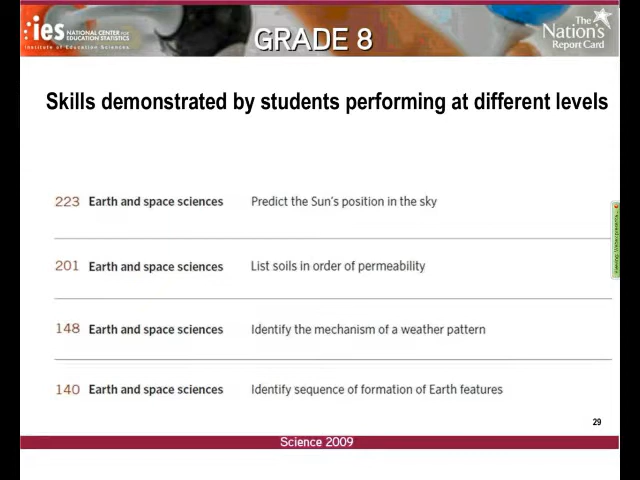 ies NATIONAL CENTER FOR
EDUCATION STATISTICS
Institute of Education Sciences
GRADE 8
The
Nation's
Report Card
Skills demonstrated by students performing at different levels
223 Earth and space sciences Predict the Sun's position in the sky
201 Earth and space sciences List soils in order of permeability
148 Earth and space sciences Identify the mechanism of a weather pattern
140 Earth and space sciences Identify sequence of formation of Earth features
29
Science 2009